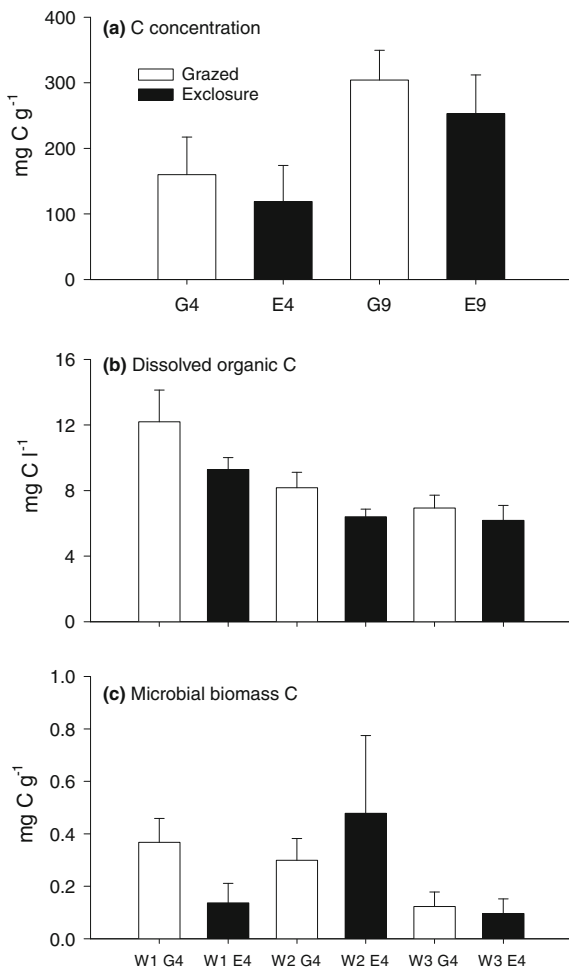 (a) C concentration
400
300
200
100
0
mg C g⁻¹
Grazed
Exclosure
G4 E4 G9 E9
(b) Dissolved organic C
16
12
8
4
0
mg C l⁻¹
(c) Microbial biomass C
1.0
0.8
0.6
0.4
0.2
0.0
mg C g⁻¹
W1 G4 W1 E4 W2 G4 W2 E4 W3 G4 W3 E4